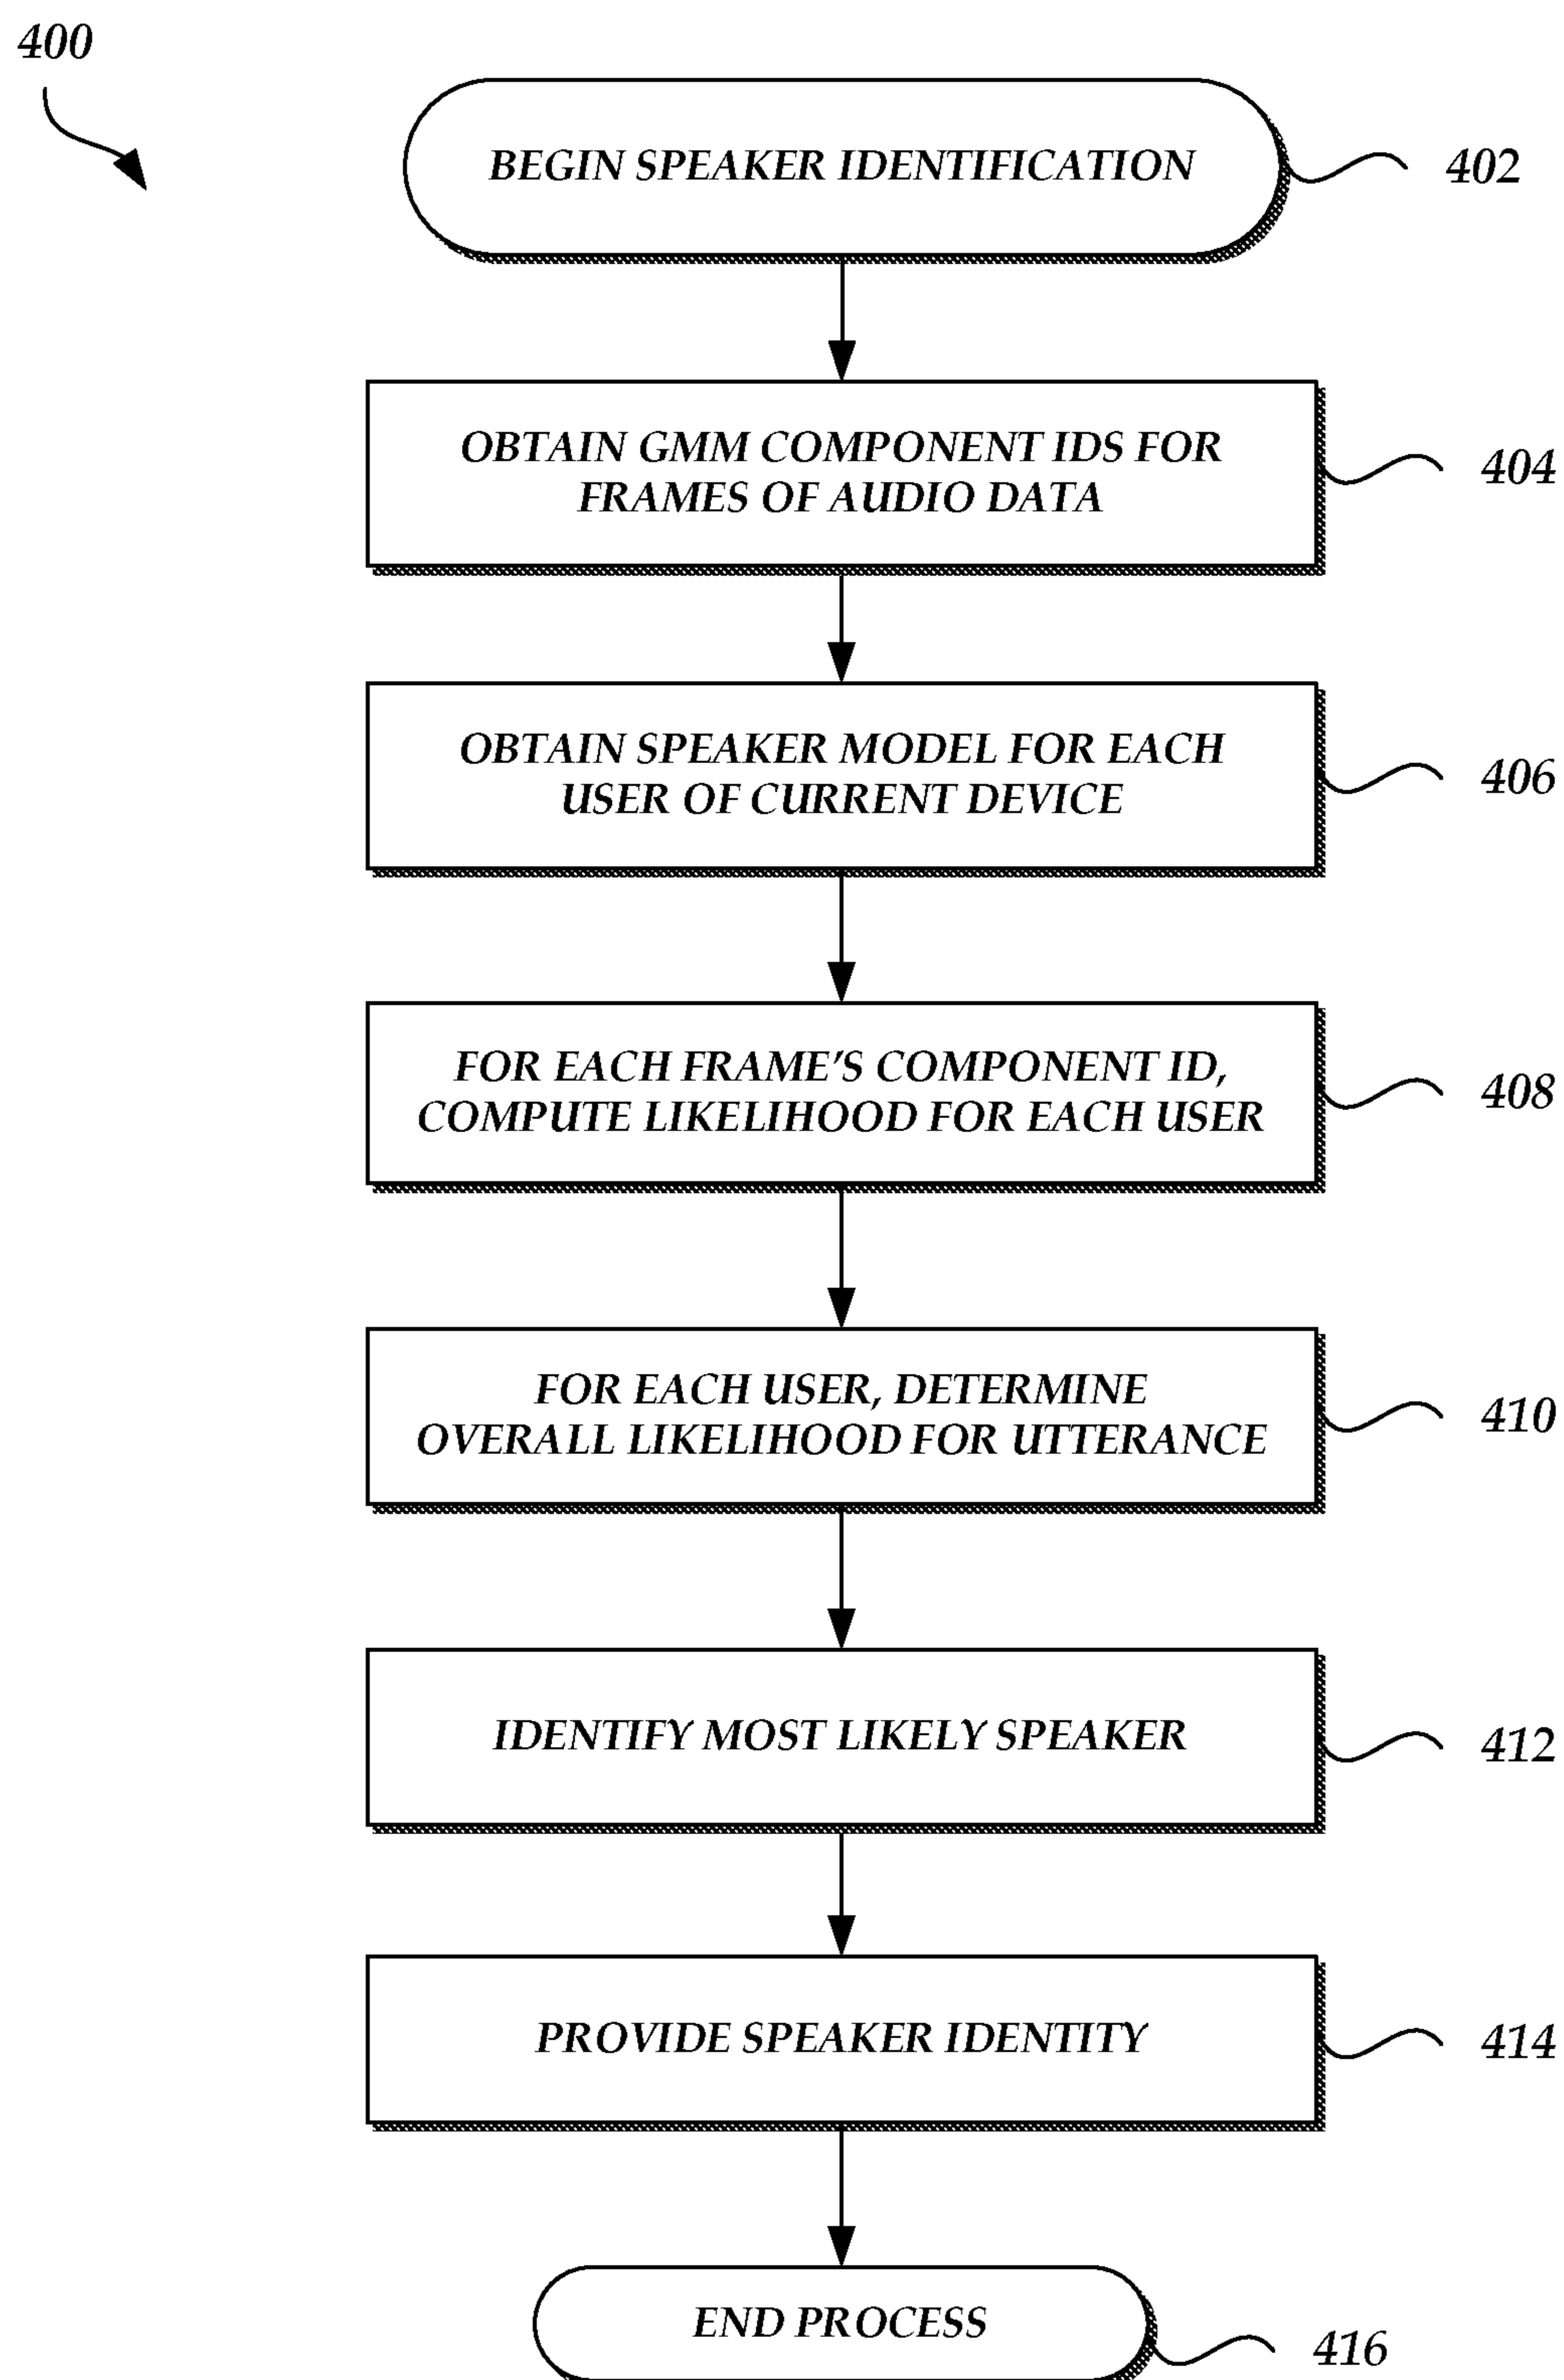 400
BEGIN SPEAKER IDENTIFICATION
402
OBTAIN GMM COMPONENT IDS FOR
FRAMES OF AUDIO DATA
404
OBTAIN SPEAKER MODEL FOR EACH
USER OF CURRENT DEVICE
406
FOR EACH FRAME'S COMPONENT ID,
COMPUTE LIKELIHOOD FOR EACH USER
408
FOR EACH USER, DETERMINE
OVERALL LIKELIHOOD FOR UTTERANCE
410
IDENTIFY MOST LIKELY SPEAKER
412
PROVIDE SPEAKER IDENTITY
414
END PROCESS
416